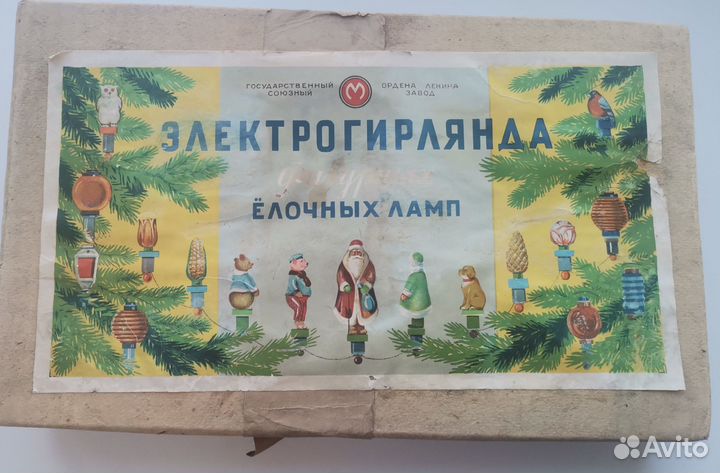 ГОСУДАРСТВЕННЫЙ
СОЮЗНЫЙ
М
ОРДЕНА ЛЕНИНА
ЗАВОД
ЭЛЕКТРОГИРЛЯНДА
ЁЛОЧНЫХ ЛАМП
Avito